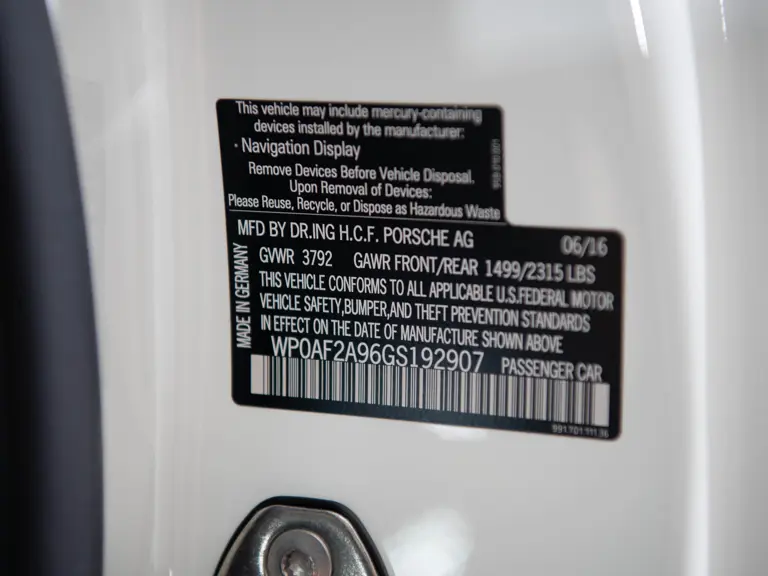 This vehicle may include mercury-containing
devices installed by the manufacturer:
· Navigation Display
Remove Devices Before Vehicle Disposal.
Upon Removal of Devices:
Please Reuse, Recycle, or Dispose as Hazardous Waste
MFD BY DR.ING H.C.F. PORSCHE AG 06/16
GVWR 3792 GAWR FRONT/REAR 1499/2315 LBS
THIS VEHICLE CONFORMS TO ALL APPLICABLE U.S.FEDERAL MOTOR
VEHICLE SAFETY,BUMPER,AND THEFT PREVENTION STANDARDS
IN EFFECT ON THE DATE OF MANUFACTURE SHOWN ABOVE
WP0AF2A96GS192907 PASSENGER CAR
MADE IN GERMANY